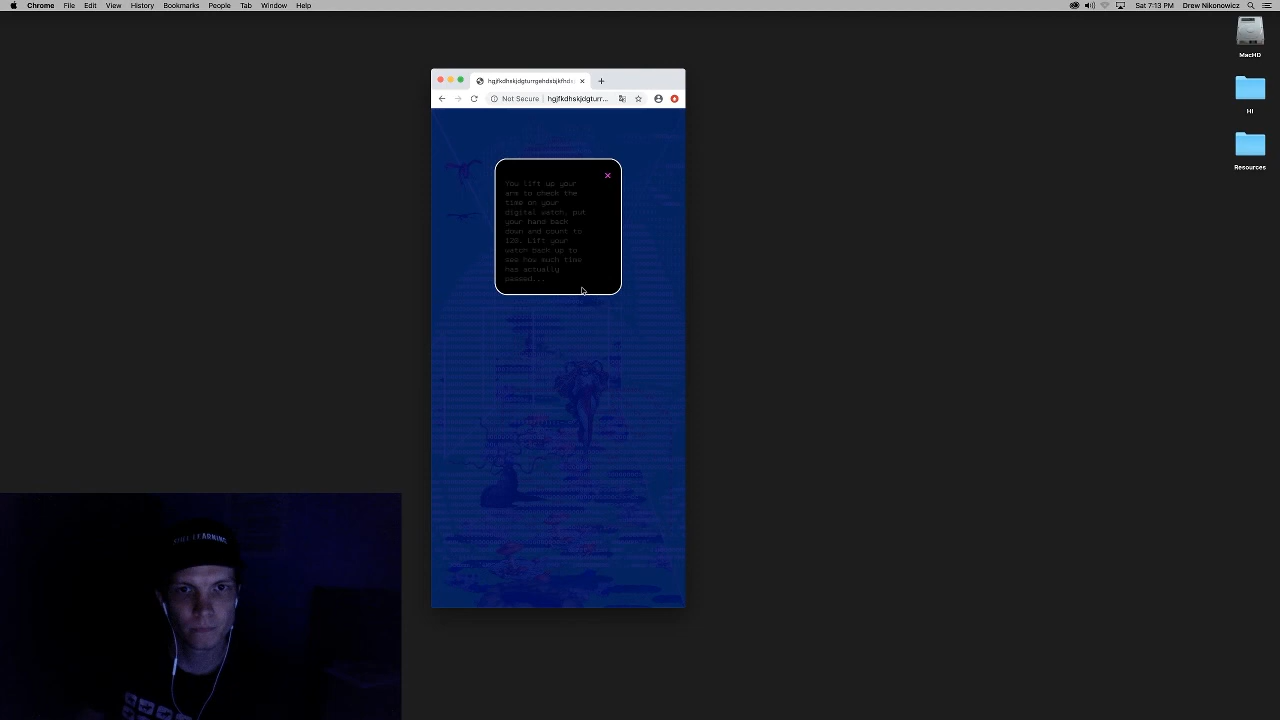 Chrome File Edit View History Bookmarks People Tab Window Help
Sat 7:13 PM Drew Nikonowicz
MacHD
HI
Resources
Not Secure hgjfkdhskjdgturr...
You lift up your
arm to check the
time on your
digital watch, put
your hand back
down and count to
120. Lift your
watch back up to
see how much time
has actually
passed...